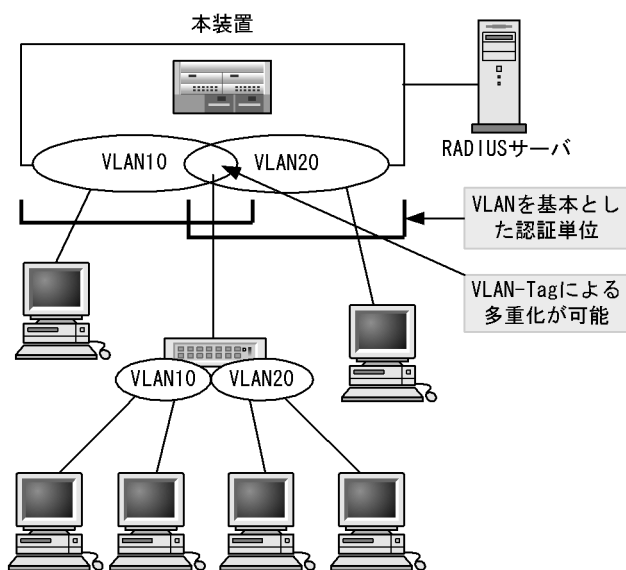 本装置
RADIUSサーバ
VLAN10
VLAN20
VLANを基本とし
た認証単位
VLAN-Tagによる
多重化が可能
VLAN10
VLAN20